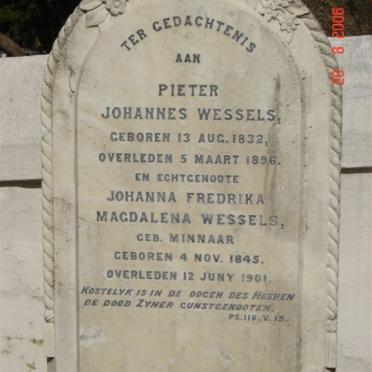 TER GEDACHTENIS
AAN
PIETER
JOHANNES WESSELS,
GEBOREN 13 AUG. 1832,
OVERLEDEN 5 MAART 1896.
EN ECHTGENOOTE
JOHANNA FREDRIKA
MAGDALENA WESSELS,
GEB. MINNAAR
GEBOREN 4 NOV. 1845.
OVERLEDEN 12 JUNY 1901.
KOSTELYK IS IN DE OOGEN DES HEEREN
DE DOOD ZYNER GUNSTGENOOTEN.
PS. 116. V. 15.
28 8 2006